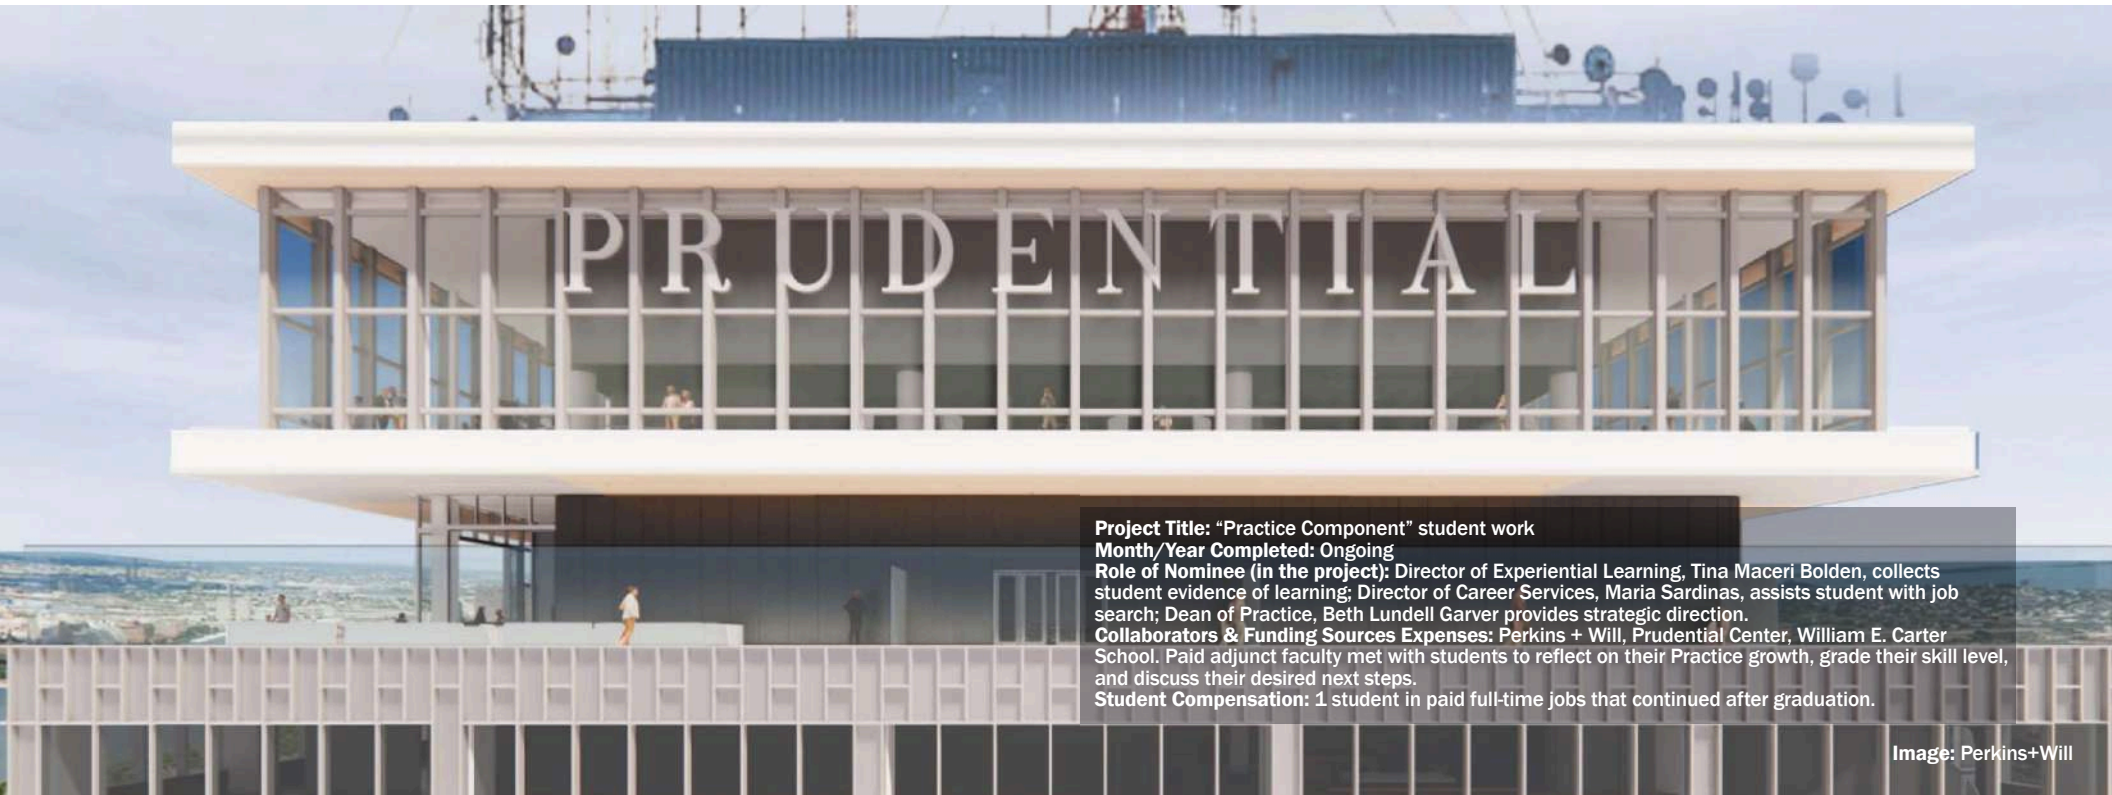 PRUDENTIAL
Project Title: “Practice Component” student work
Month/Year Completed: Ongoing
Role of Nominee (in the project): Director of Experiential Learning, Tina Maceri Bolden, collects
student evidence of learning; Director of Career Services, Maria Sardinas, assists student with job
search; Dean of Practice, Beth Lundell Garver provides strategic direction.
Collaborators & Funding Sources Expenses: Perkins + Will, Prudential Center, William E. Carter
School. Paid adjunct faculty met with students to reflect on their Practice growth, grade their skill level,
and discuss their desired next steps.
Student Compensation: 1 student in paid full-time jobs that continued after graduation.
Image: Perkins+Will